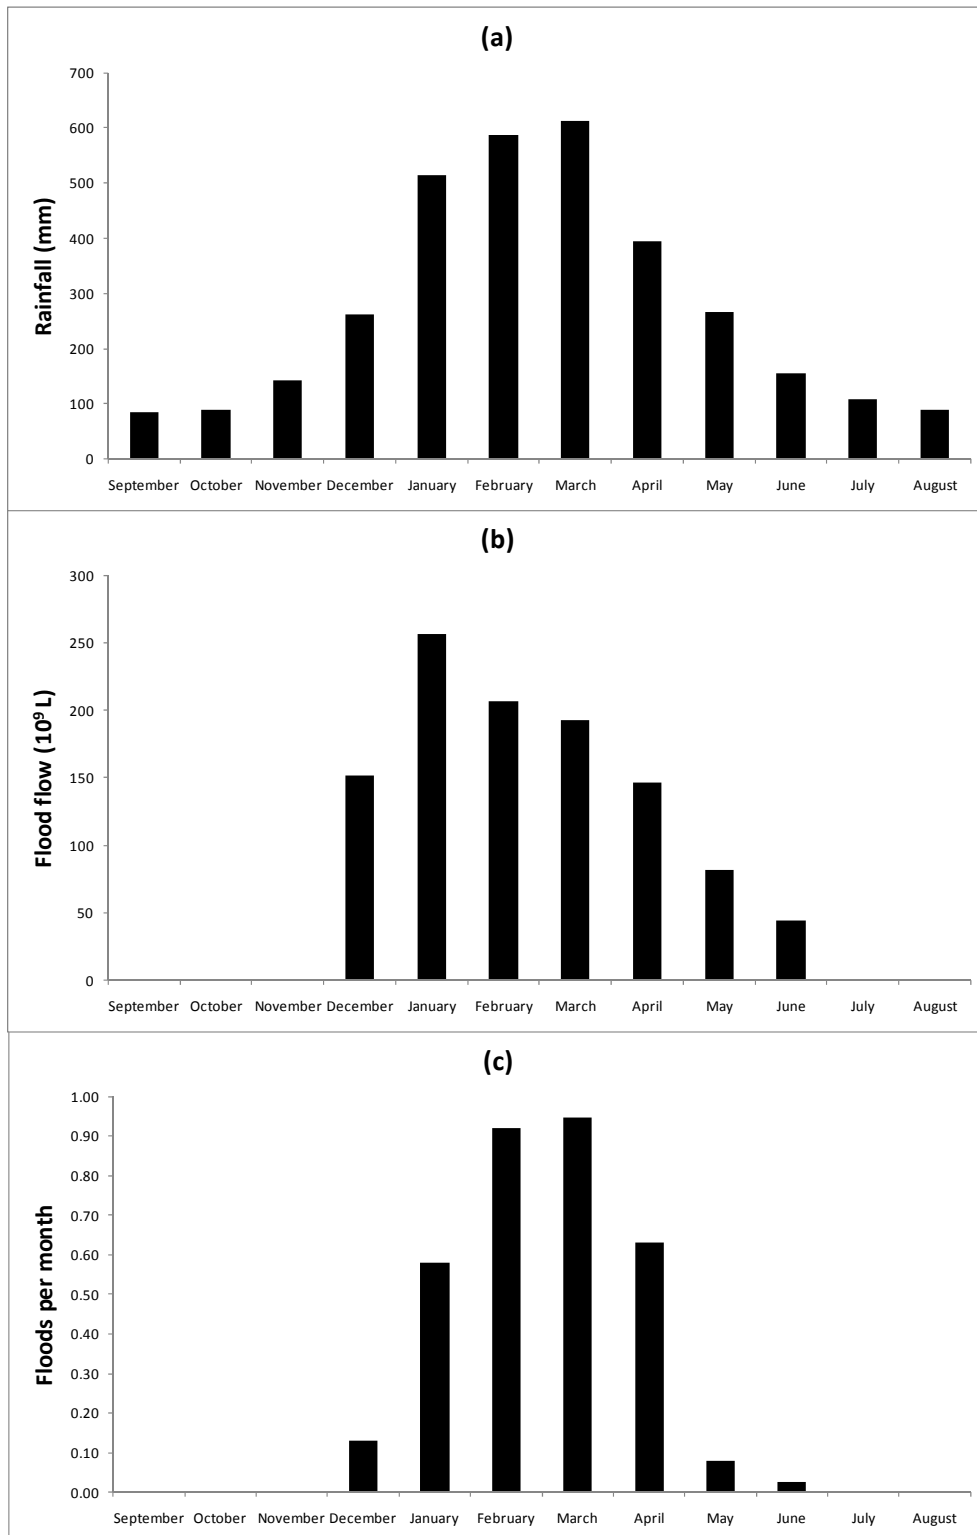 (a)
Rainfall (mm)
700
600
500
400
300
200
100
0
September October November December January February March April May June July August
(b)
Flood flow (10⁹ L)
300
250
200
150
100
50
0
September October November December January February March April May June July August
(c)
Floods per month
1.00
0.90
0.80
0.70
0.60
0.50
0.40
0.30
0.20
0.10
0.00
September October November December January February March April May June July August